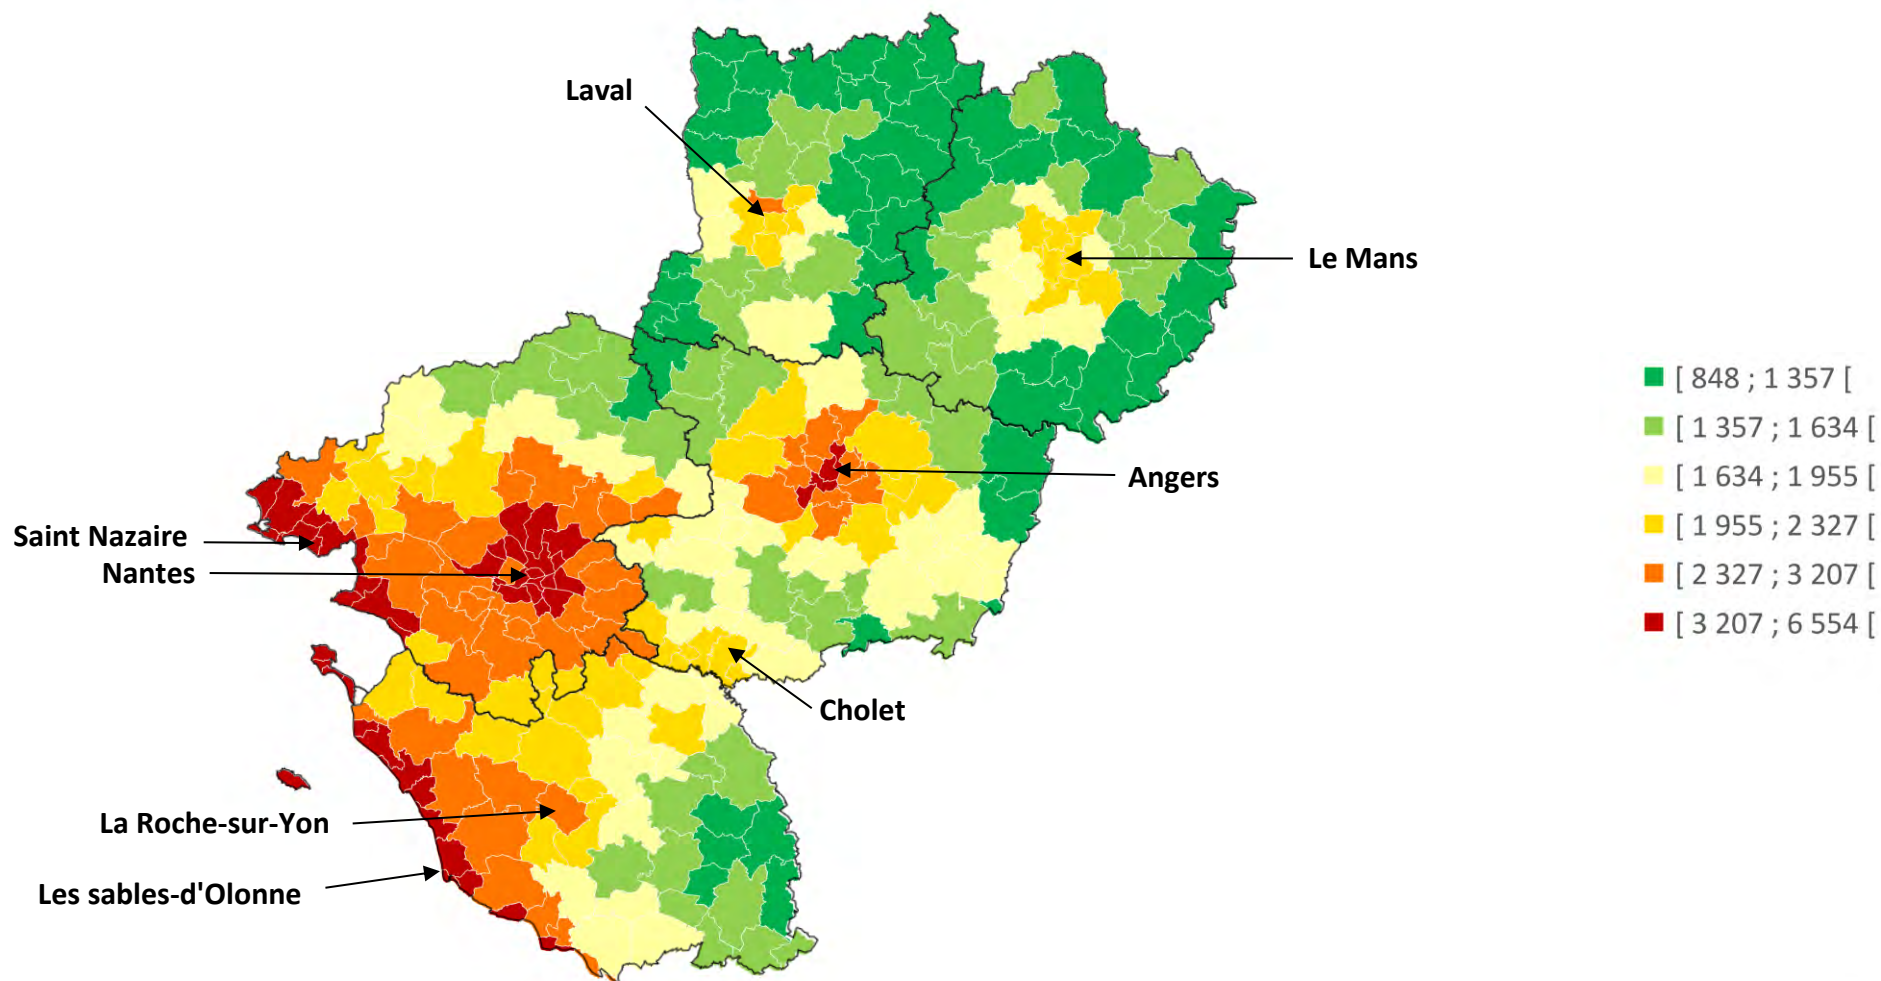 Laval
Le Mans
Angers
Saint Nazaire
Nantes
Cholet
La Roche-sur-Yon
Les sables-d'Olonne
[ 848 ; 1 357 [
[ 1 357 ; 1 634 [
[ 1 634 ; 1 955 [
[ 1 955 ; 2 327 [
[ 2 327 ; 3 207 [
[ 3 207 ; 6 554 [